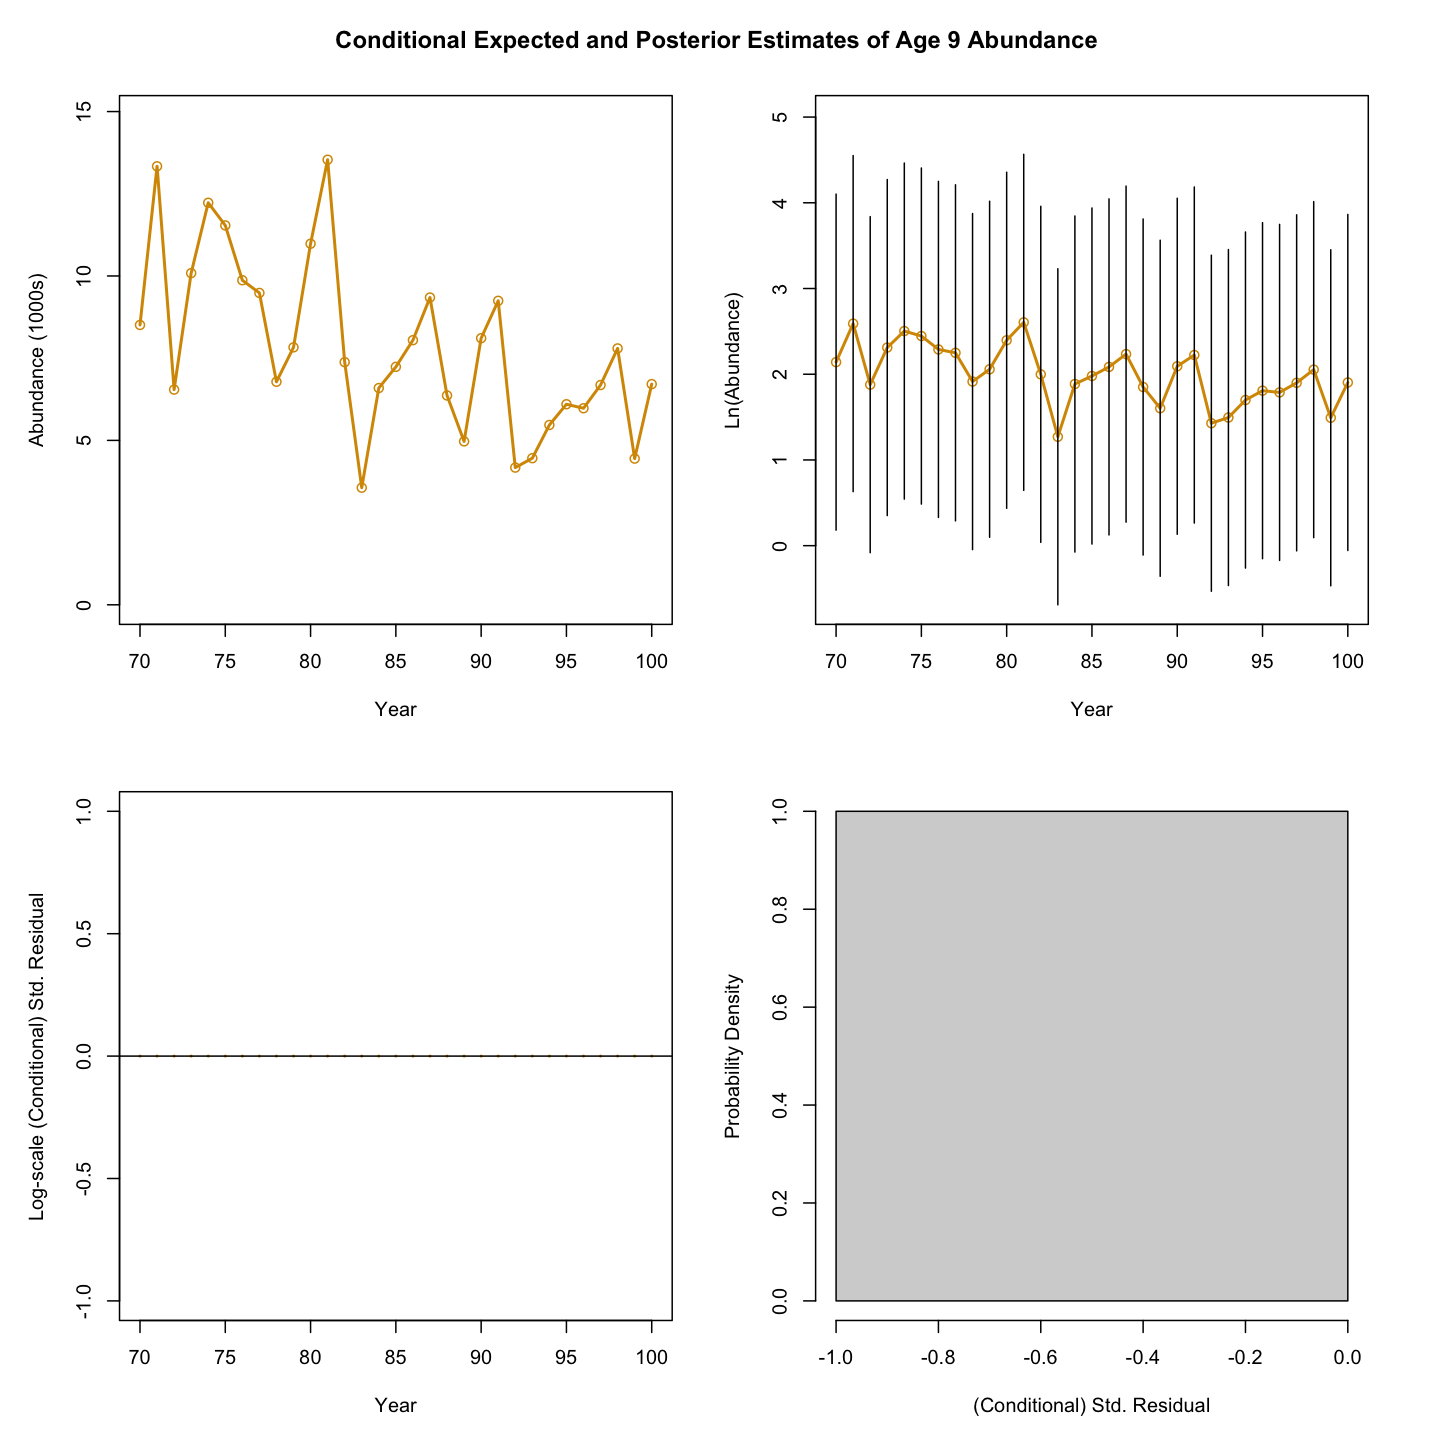 Conditional Expected and Posterior Estimates of Age 9 Abundance
Abundance (1000s)
15
10
5
0
70 75 80 85 90 95 100
Year
Ln(Abundance)
5
4
3
2
1
0
70 75 80 85 90 95 100
Year
Log-scale (Conditional) Std. Residual
1.0
0.5
0.0
-0.5
-1.0
70 75 80 85 90 95 100
Year
Probability Density
1.0
0.8
0.6
0.4
0.2
0.0
-1.0 -0.8 -0.6 -0.4 -0.2 0.0
(Conditional) Std. Residual